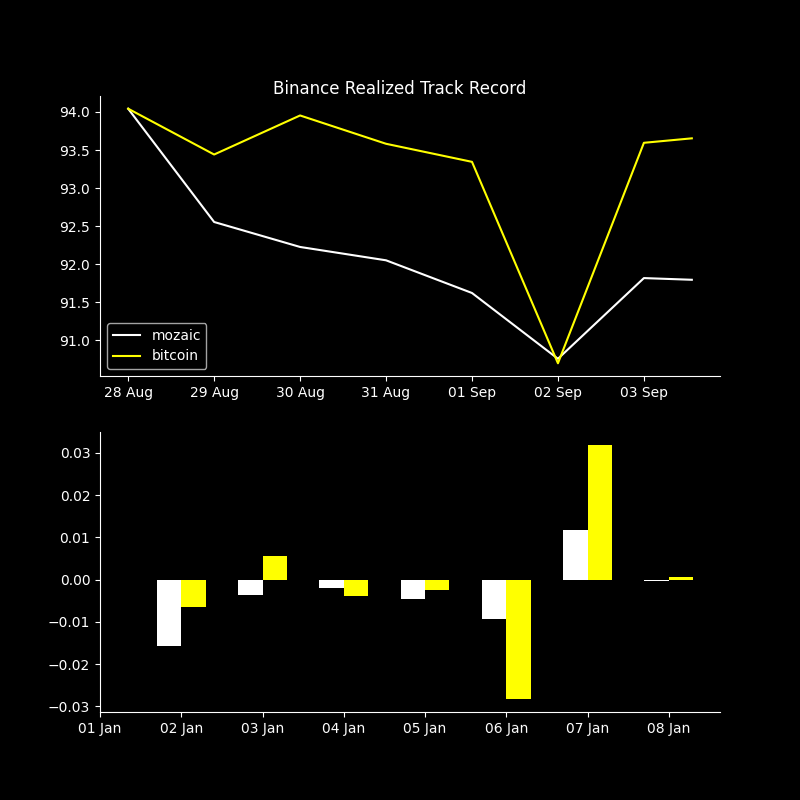 Binance Realized Track Record
94.0
93.5
93.0
92.5
92.0
91.5
91.0
mozaic
bitcoin
28 Aug 29 Aug 30 Aug 31 Aug 01 Sep 02 Sep 03 Sep
0.03
0.02
0.01
0.00
−0.01
−0.02
−0.03
01 Jan 02 Jan 03 Jan 04 Jan 05 Jan 06 Jan 07 Jan 08 Jan